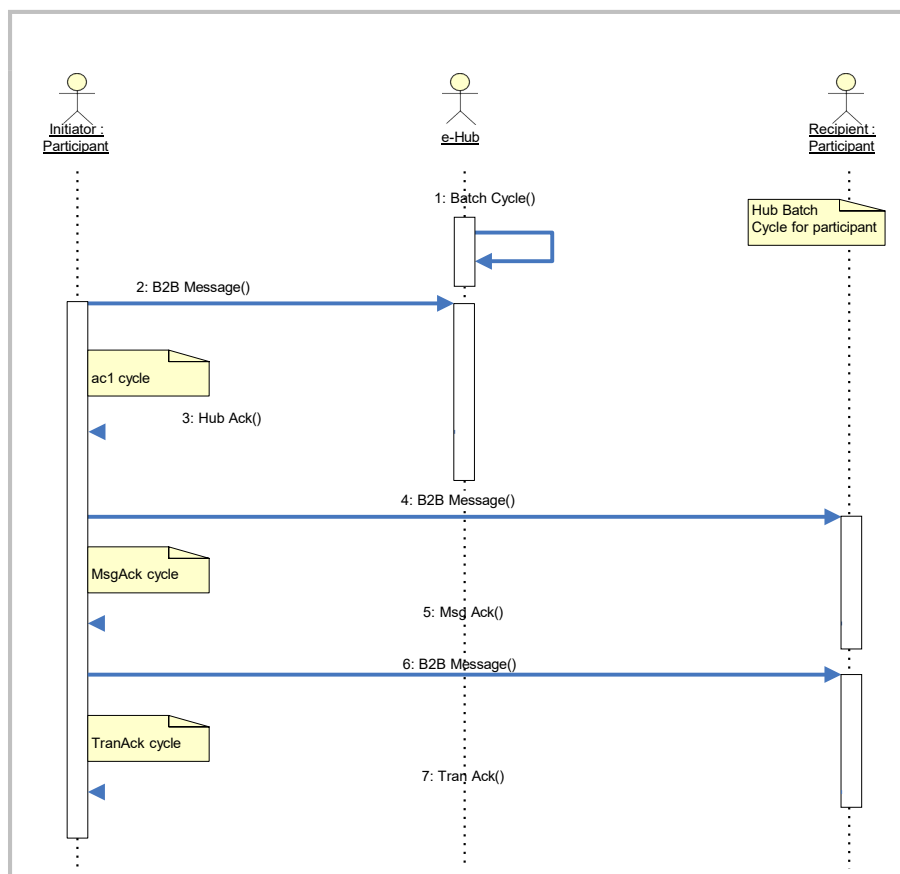 Initiator :
Participant
e-Hub
Recipient :
Participant
1: Batch Cycle()
Hub Batch
Cycle for participant
2: B2B Message()
ac1 cycle
3: Hub Ack()
4: B2B Message()
MsgAck cycle
5: Msg Ack()
6: B2B Message()
TranAck cycle
7: Tran Ack()